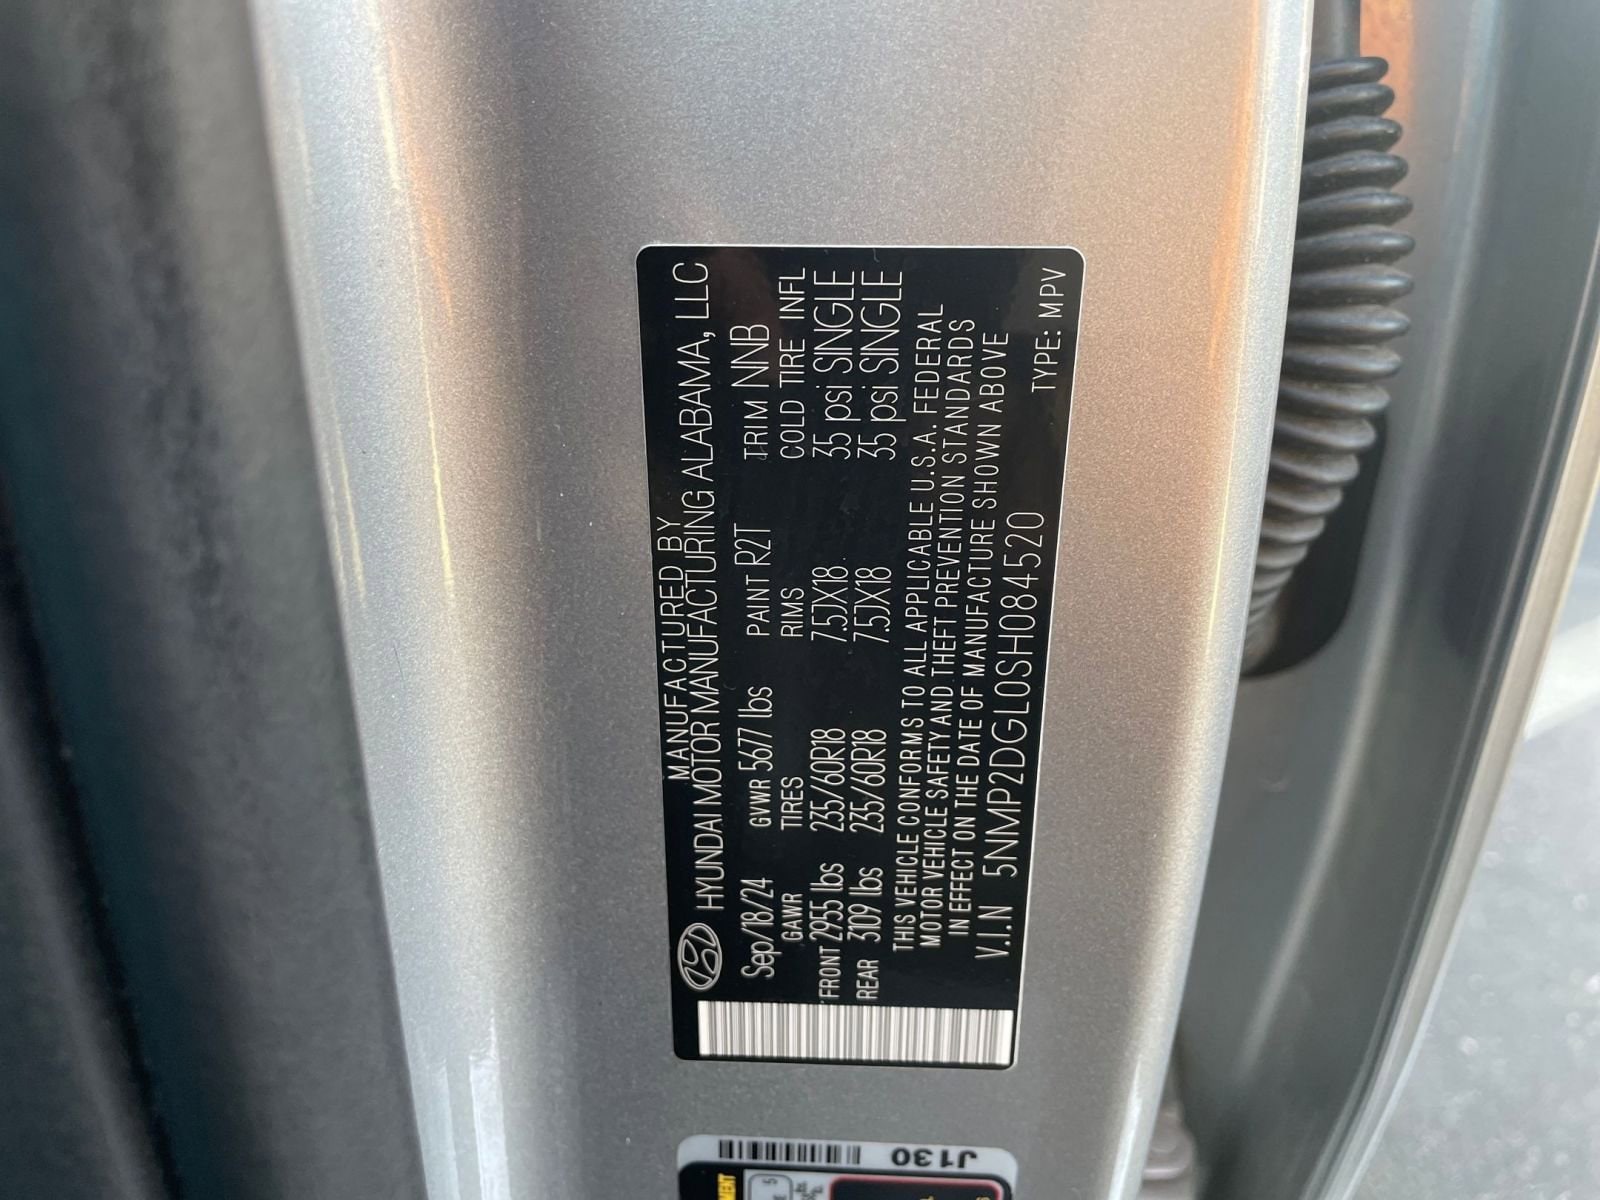 MANUFACTURED BY
HYUNDAI MOTOR MANUFACTURING ALABAMA, LLC
Sep/18/24 GVWR 5677 lbs PAINT R2T TRIM NNB
GAWR TIRES RIMS COLD TIRE INFL
FRONT 2955 lbs 235/60R18 7.5JX18 35 psi SINGLE
REAR 3109 lbs 235/60R18 7.5JX18 35 psi SINGLE
THIS VEHICLE CONFORMS TO ALL APPLICABLE U.S.A. FEDERAL
MOTOR VEHICLE SAFETY AND THEFT PREVENTION STANDARDS
IN EFFECT ON THE DATE OF MANUFACTURE SHOWN ABOVE
V.I.N 5NMP2DGL0SH084520
TYPE: MPV
J130